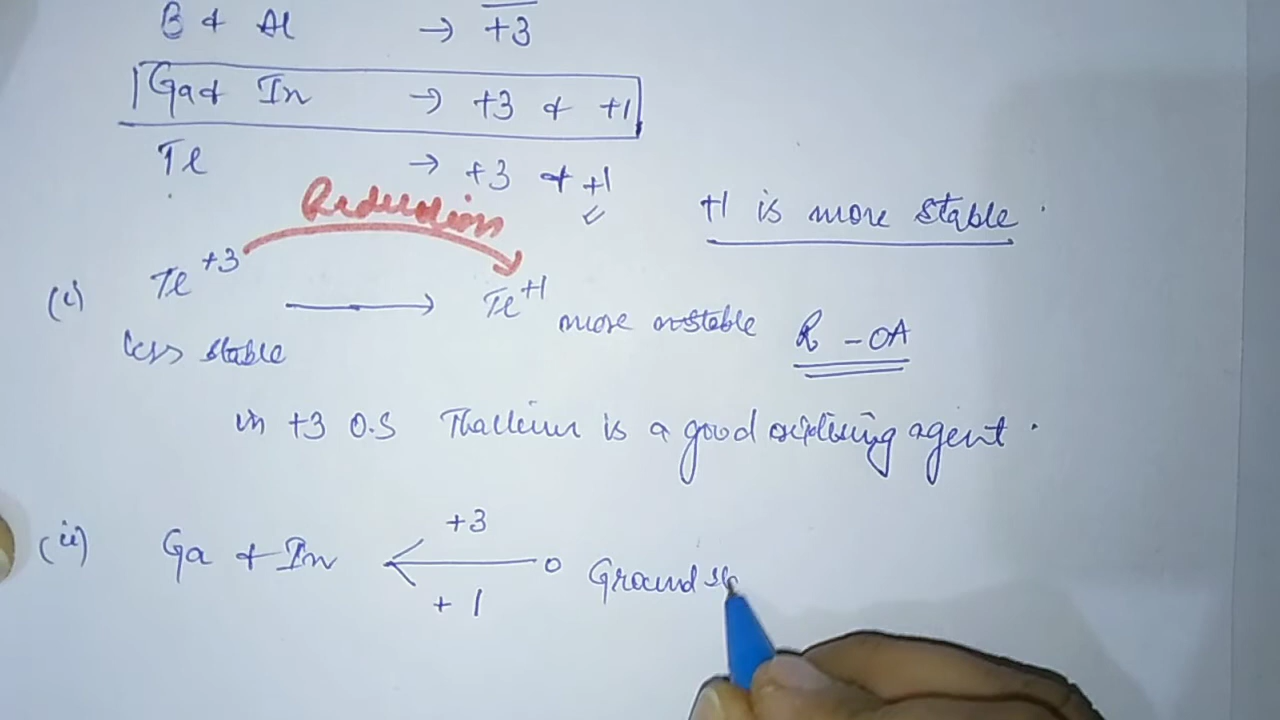 B & Al → +3
Ga & In → +3 & +1
Tl → +3 & +1
Reduction
+1 is more stable.
(i) Tl +3 → Tl +1
less stable more stable R - OA
in +3 O.S Thallium is a good oxidising agent.
+3
(ii) Ga & In 0 Ground
+1